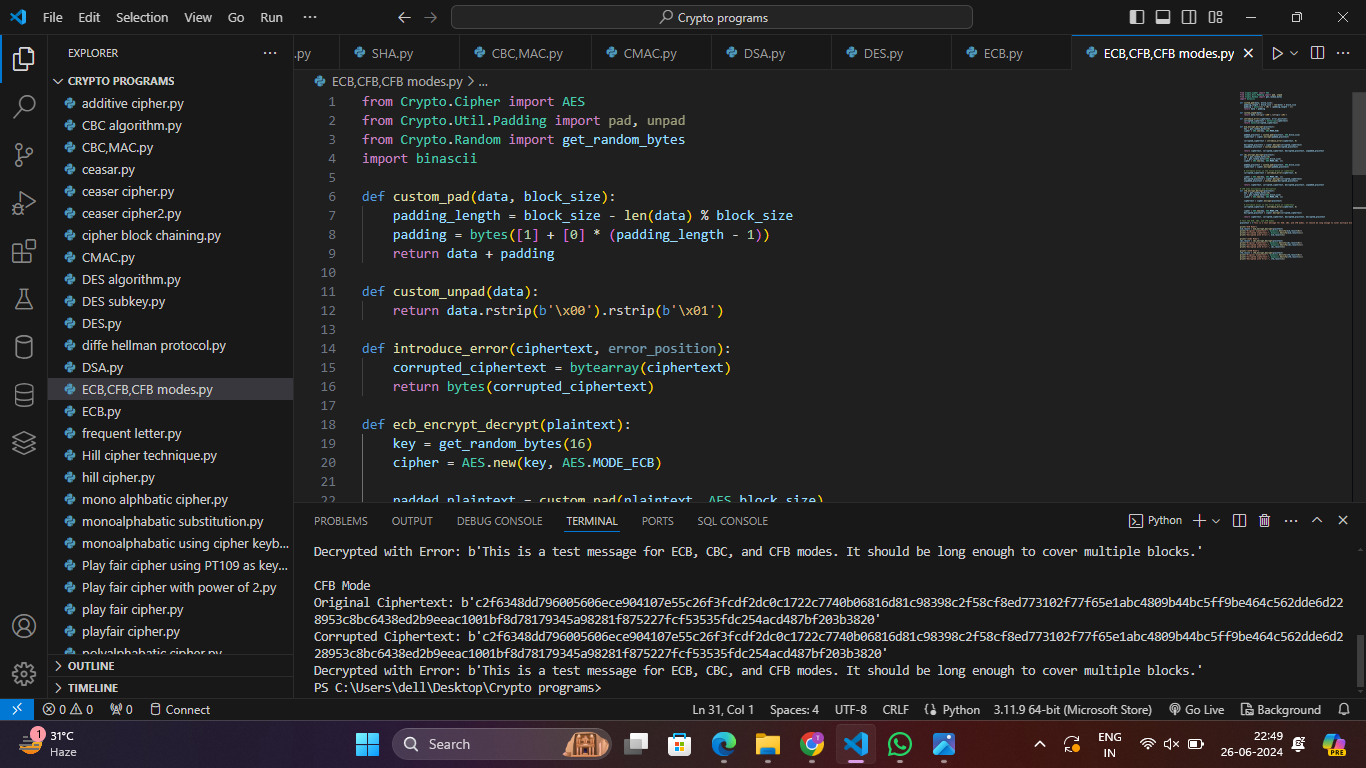 File Edit Selection View Go Run ··· Crypto programs
EXPLORER ···
CRYPTO PROGRAMS
additive cipher.py
CBC algorithm.py
CBC,MAC.py
ceasar.py
ceaser cipher.py
ceaser cipher2.py
cipher block chaining.py
CMAC.py
DES algorithm.py
DES subkey.py
DES.py
diffe hellman protocol.py
DSA.py
ECB,CFB,CFB modes.py
ECB.py
frequent letter.py
Hill cipher technique.py
hill cipher.py
mono alphbatic cipher.py
monoalphabatic substitution.py
monoalphabatic using cipher keyb...
Play fair cipher using PT109 as key...
Play fair cipher with power of 2.py
play fair cipher.py
playfair cipher.py
polyalphabatic cipher.py
OUTLINE
TIMELINE
.py SHA.py CBC,MAC.py CMAC.py DSA.py DES.py ECB.py ECB,CFB,CFB modes.py
ECB,CFB,CFB modes.py > ...
1 from Crypto.Cipher import AES
2 from Crypto.Util.Padding import pad, unpad
3 from Crypto.Random import get_random_bytes
4 import binascii
5
6 def custom_pad(data, block_size):
7 padding_length = block_size - len(data) % block_size
8 padding = bytes([1] + [0] * (padding_length - 1))
9 return data + padding
10
11 def custom_unpad(data):
12 return data.rstrip(b'\x00').rstrip(b'\x01')
13
14 def introduce_error(ciphertext, error_position):
15 corrupted_ciphertext = bytearray(ciphertext)
16 return bytes(corrupted_ciphertext)
17
18 def ecb_encrypt_decrypt(plaintext):
19 key = get_random_bytes(16)
20 cipher = AES.new(key, AES.MODE_ECB)
21
22 padded_plaintext = custom_pad(plaintext, AES.block_size)
PROBLEMS OUTPUT DEBUG CONSOLE TERMINAL PORTS SQL CONSOLE Python
Decrypted with Error: b'This is a test message for ECB, CBC, and CFB modes. It should be long enough to cover multiple blocks.'
CFB Mode
Original Ciphertext: b'c2f6348dd796005606ece904107e55c26f3fcdf2dc0c1722c7740b06816d81c98398c2f58cf8ed773102f77f65e1abc4809b44bc5ff9be464c562dde6d22
8953c8bc6438ed2b9eeac1001bf8d78179345a98281f875227fcf53535fdc254acd487bf203b3820'
Corrupted Ciphertext: b'c2f6348dd796005606ece904107e55c26f3fcdf2dc0c1722c7740b06816d81c98398c2f58cf8ed773102f77f65e1abc4809b44bc5ff9be464c562dde6d2
28953c8bc6438ed2b9eeac1001bf8d78179345a98281f875227fcf53535fdc254acd487bf203b3820'
Decrypted with Error: b'This is a test message for ECB, CBC, and CFB modes. It should be long enough to cover multiple blocks.'
PS C:\Users\dell\Desktop\Crypto programs>
0 0 0 Connect Ln 31, Col 1 Spaces: 4 UTF-8 CRLF Python 3.11.9 64-bit (Microsoft Store) Go Live Background
1 31°C
Haze
Search
ENG
IN
22:49
26-06-2024
PRE